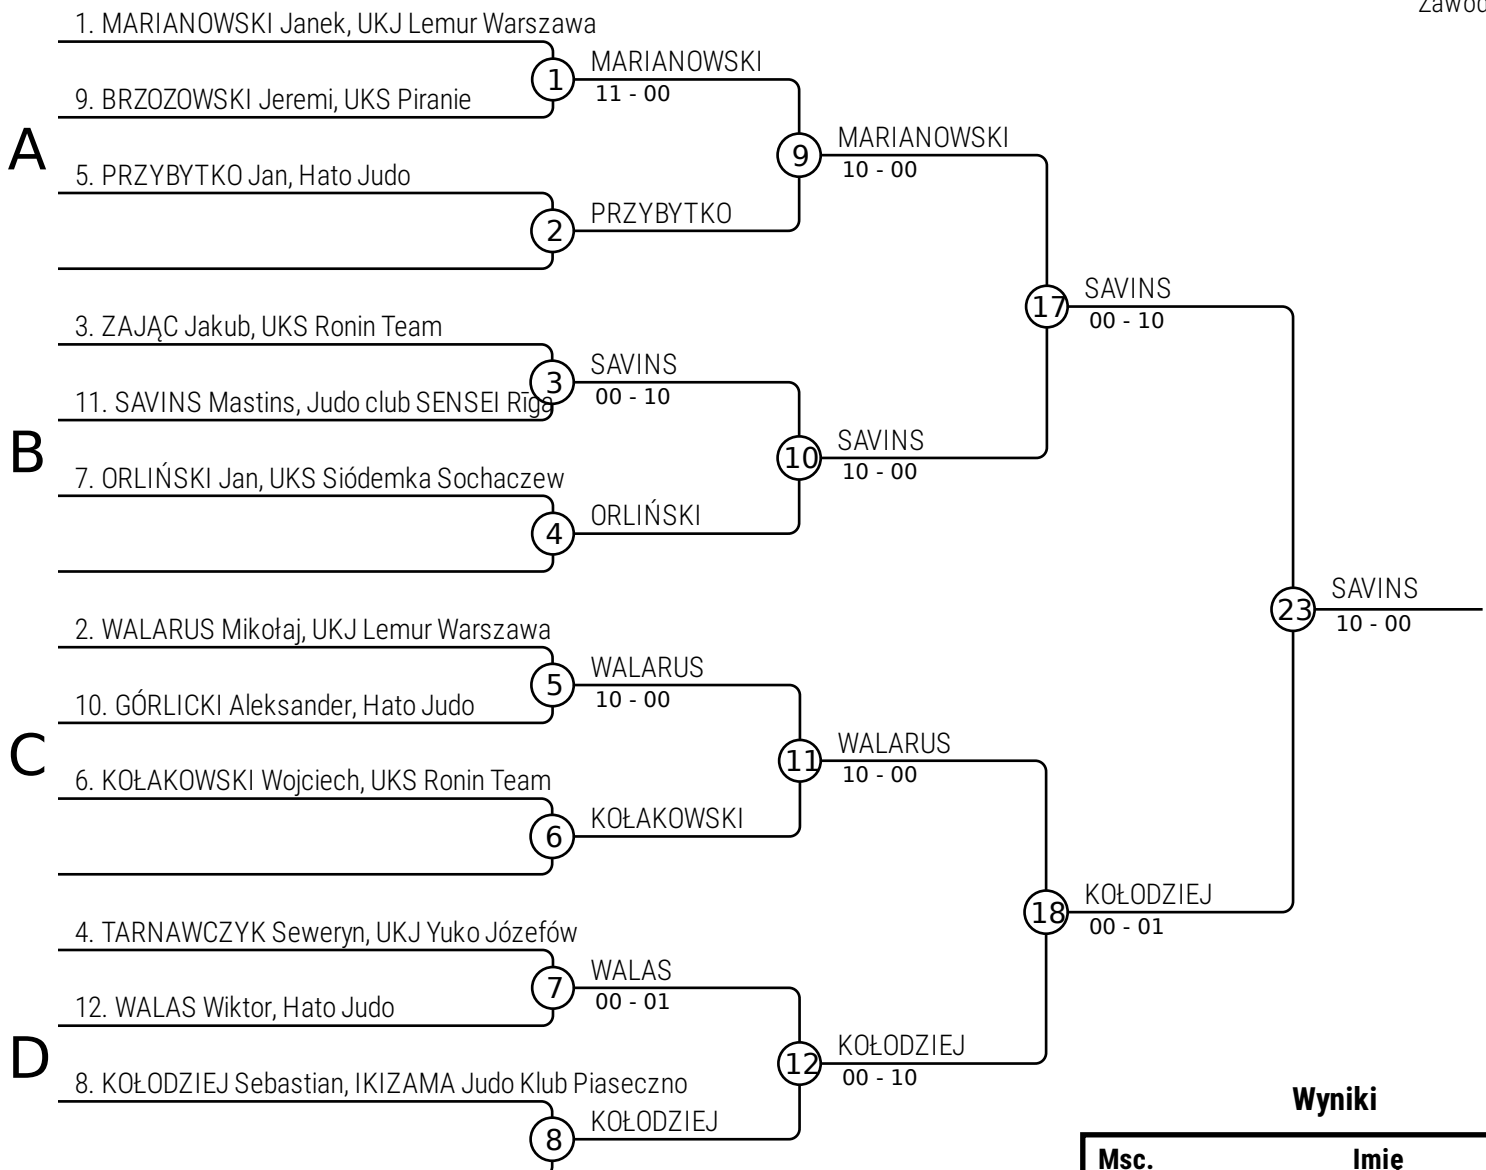 Zawod
1. MARIANOWSKI Janek, UKJ Lemur Warszawa
1
MARIANOWSKI
11 - 00
9. BRZOZOWSKI Jeremi, UKS Piranie
A
9
MARIANOWSKI
10 - 00
5. PRZYBYTKO Jan, Hato Judo
2
PRZYBYTKO
17
SAVINS
00 - 10
3. ZAJĄC Jakub, UKS Ronin Team
3
SAVINS
00 - 10
11. SAVINS Mastins, Judo club SENSEI Rīga
B
10
SAVINS
10 - 00
7. ORLIŃSKI Jan, UKS Siódemka Sochaczew
4
ORLIŃSKI
23
SAVINS
10 - 00
2. WALARUS Mikołaj, UKJ Lemur Warszawa
5
WALARUS
10 - 00
10. GÓRLICKI Aleksander, Hato Judo
C
11
WALARUS
10 - 00
6. KOŁAKOWSKI Wojciech, UKS Ronin Team
6
KOŁAKOWSKI
18
KOŁODZIEJ
00 - 01
4. TARNAWCZYK Seweryn, UKJ Yuko Józefów
7
WALAS
00 - 01
12. WALAS Wiktor, Hato Judo
D
12
KOŁODZIEJ
00 - 10
8. KOŁODZIEJ Sebastian, IKIZAMA Judo Klub Piaseczno
8
KOŁODZIEJ
Wyniki
Msc. Imię